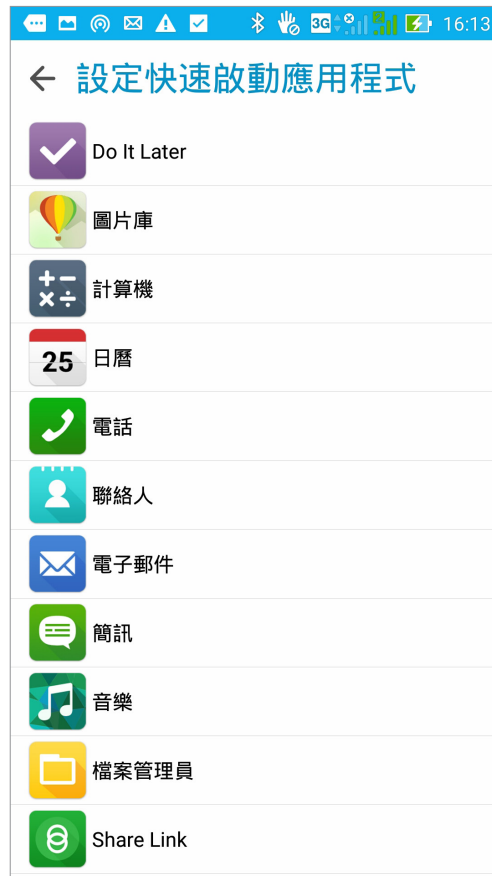 3G 2 16:13
設定快速啟動應用程式
Do It Later
圖片庫
計算機
25 日曆
電話
聯絡人
電子郵件
簡訊
音樂
檔案管理員
Share Link